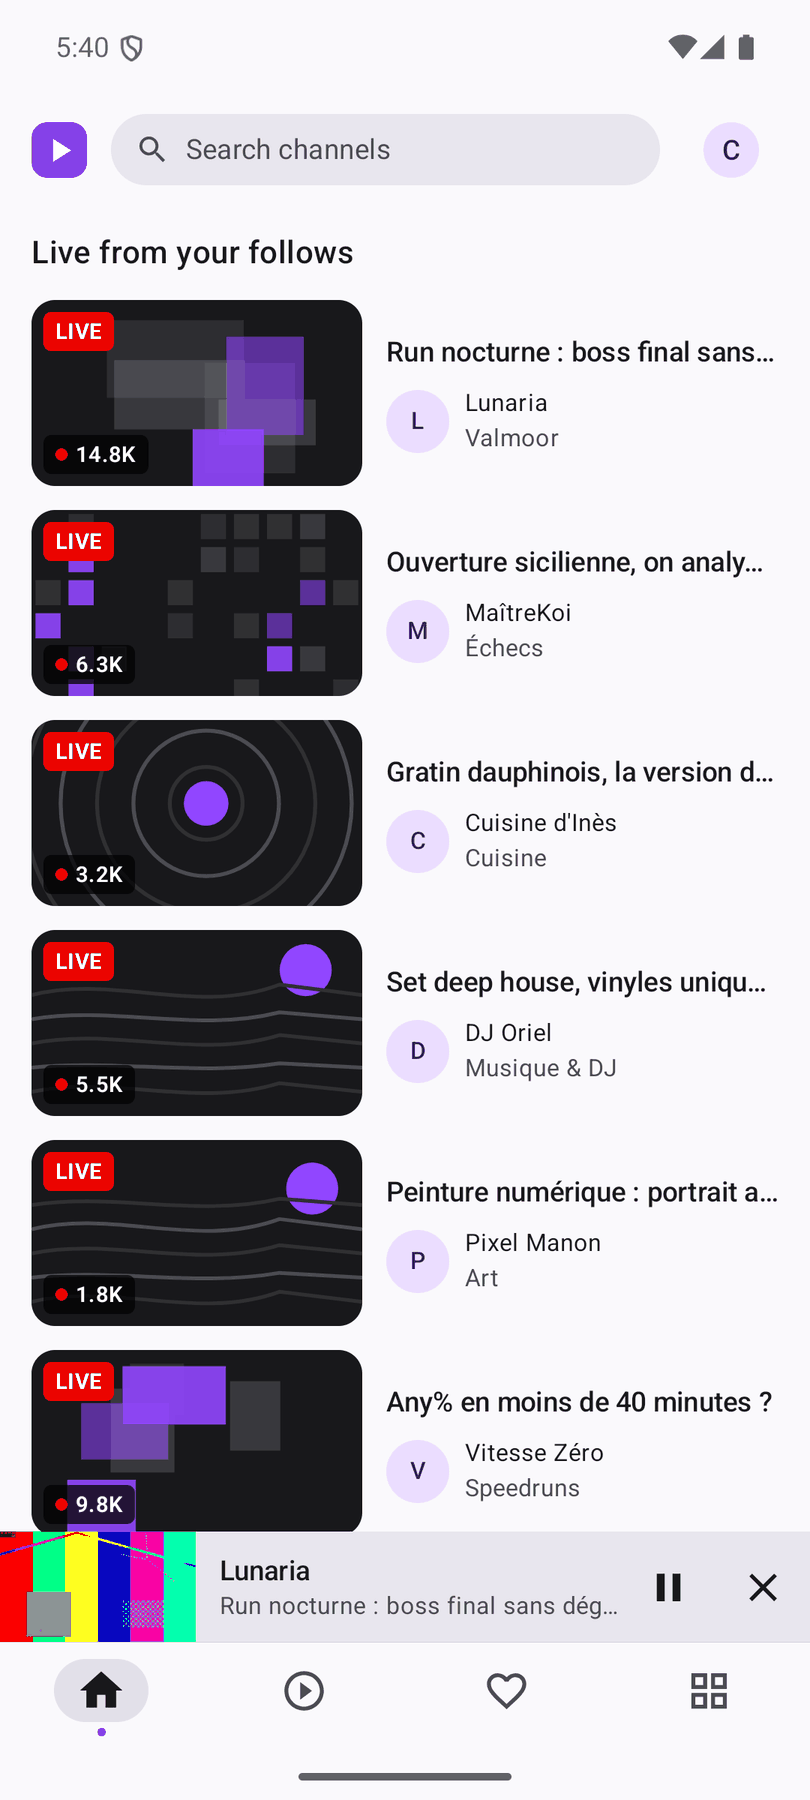 5:40
Search channels
C
Live from your follows
LIVE
14.8K
Run nocturne : boss final sans…
L
Lunaria
Valmoor
LIVE
6.3K
Ouverture sicilienne, on analy…
M
MaîtreKoi
Échecs
LIVE
3.2K
Gratin dauphinois, la version d…
C
Cuisine d'Inès
Cuisine
LIVE
5.5K
Set deep house, vinyles uniqu…
D
DJ Oriel
Musique & DJ
LIVE
1.8K
Peinture numérique : portrait a…
P
Pixel Manon
Art
LIVE
9.8K
Any% en moins de 40 minutes ?
V
Vitesse Zéro
Speedruns
Lunaria
Run nocturne : boss final sans dég…